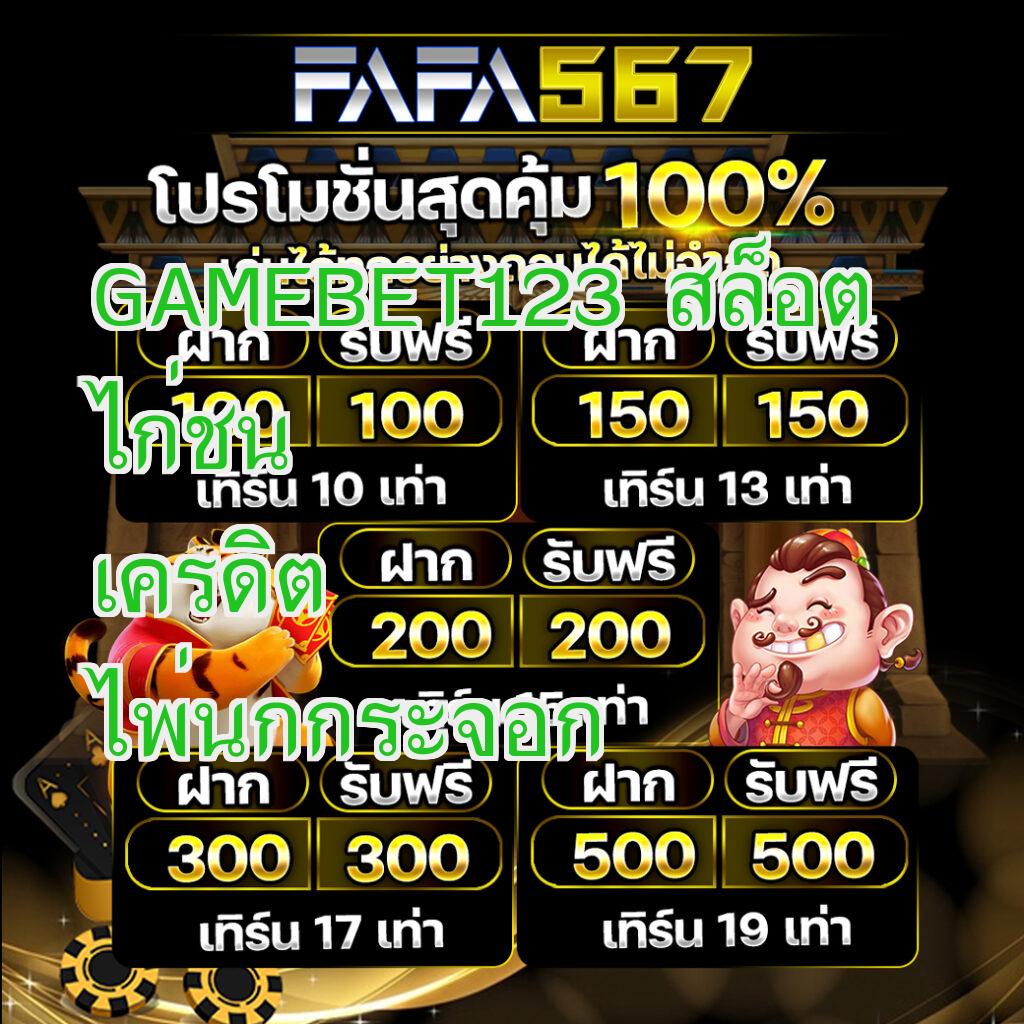 FAFA567
โปรโมชั่นสุดคุ้ม 100%
GAMEBET123 สล็อต
ฝาก รับฟรี ฝาก รับฟรี
100 100 150 150
ไก่ชน
เทิร์น 10 เท่า เทิร์น 13 เท่า
ฝาก รับฟรี
เครดิต
200 200
เท่า
ไพ่นกกระจอก
ฝาก รับฟรี ฝาก รับฟรี
300 300 500 500
เทิร์น 17 เท่า เทิร์น 19 เท่า